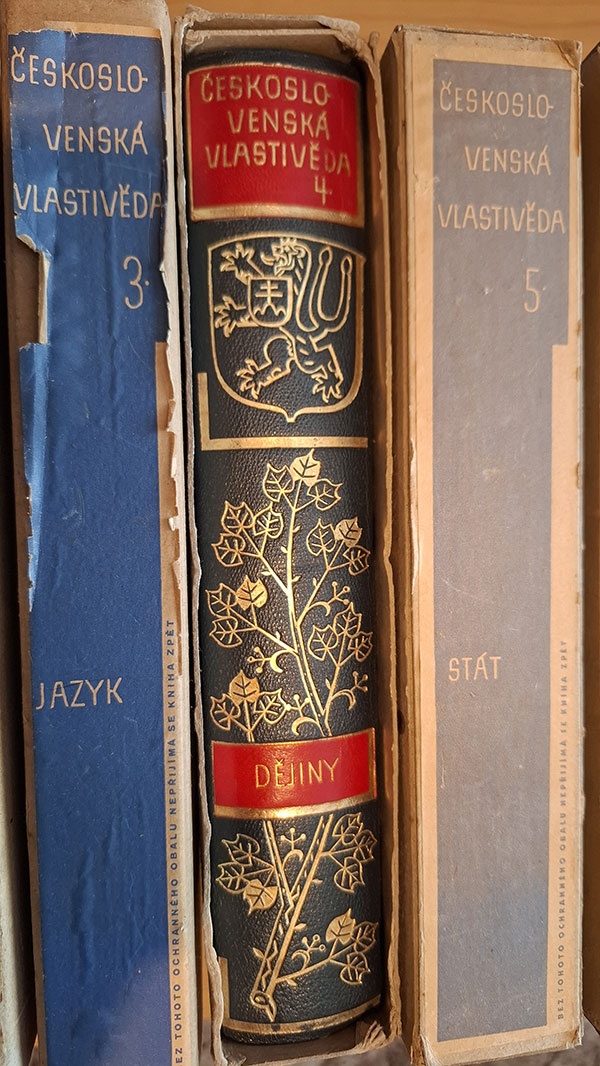 ČESKOSLO-
VENSKÁ
VLASTIVĚDA
3·
JAZYK
BEZ TOHOTO OCHRANNÉHO OBALU NEPŘIJÍMÁ SE KNIHA ZPĚT
ČESKOSLO-
VENSKÁ
VLASTIVĚDA
4·
DĚJINY
ČESKOSLO-
VENSKÁ
VLASTIVĚDA
5·
STÁT
BEZ TOHOTO OCHRANNÉHO OBALU NEPŘIJÍMÁ SE KNIHA ZPĚT